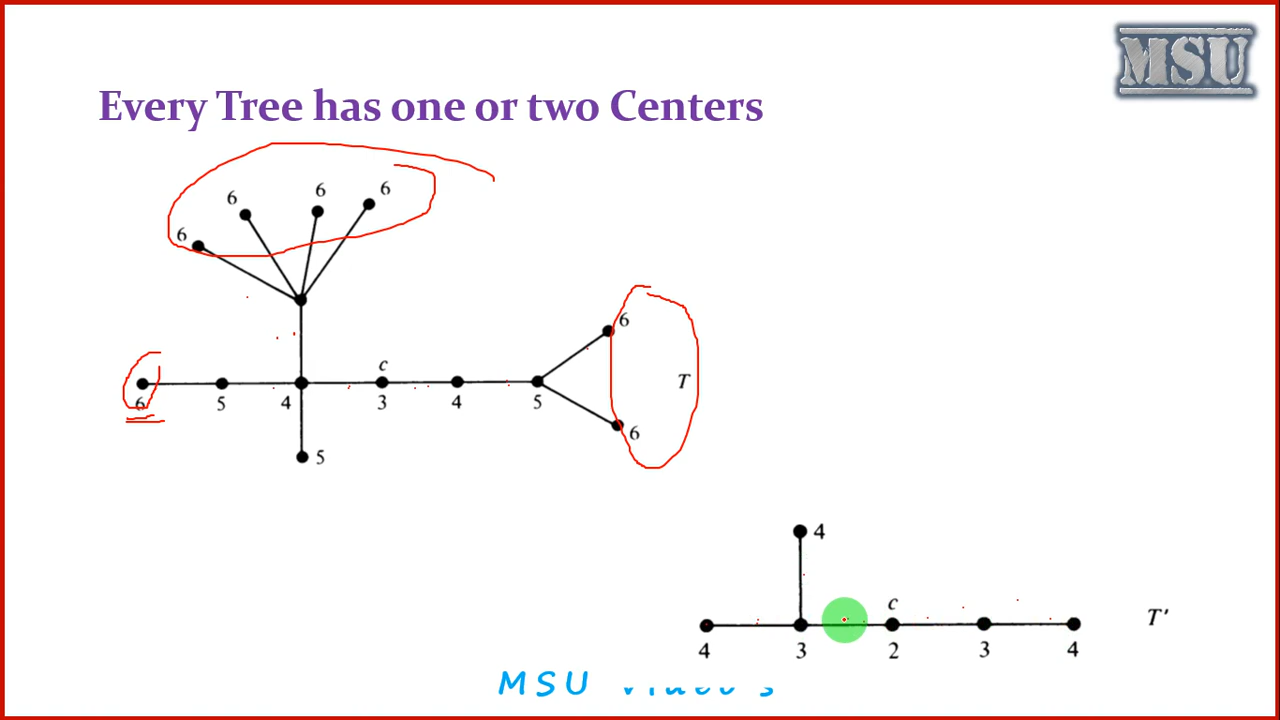 MSU
Every Tree has one or two Centers
6 6 6 6
6
c
T
6 5 4 3 4 5
6
5
4
c
T'
4 3 2 3 4
MSU